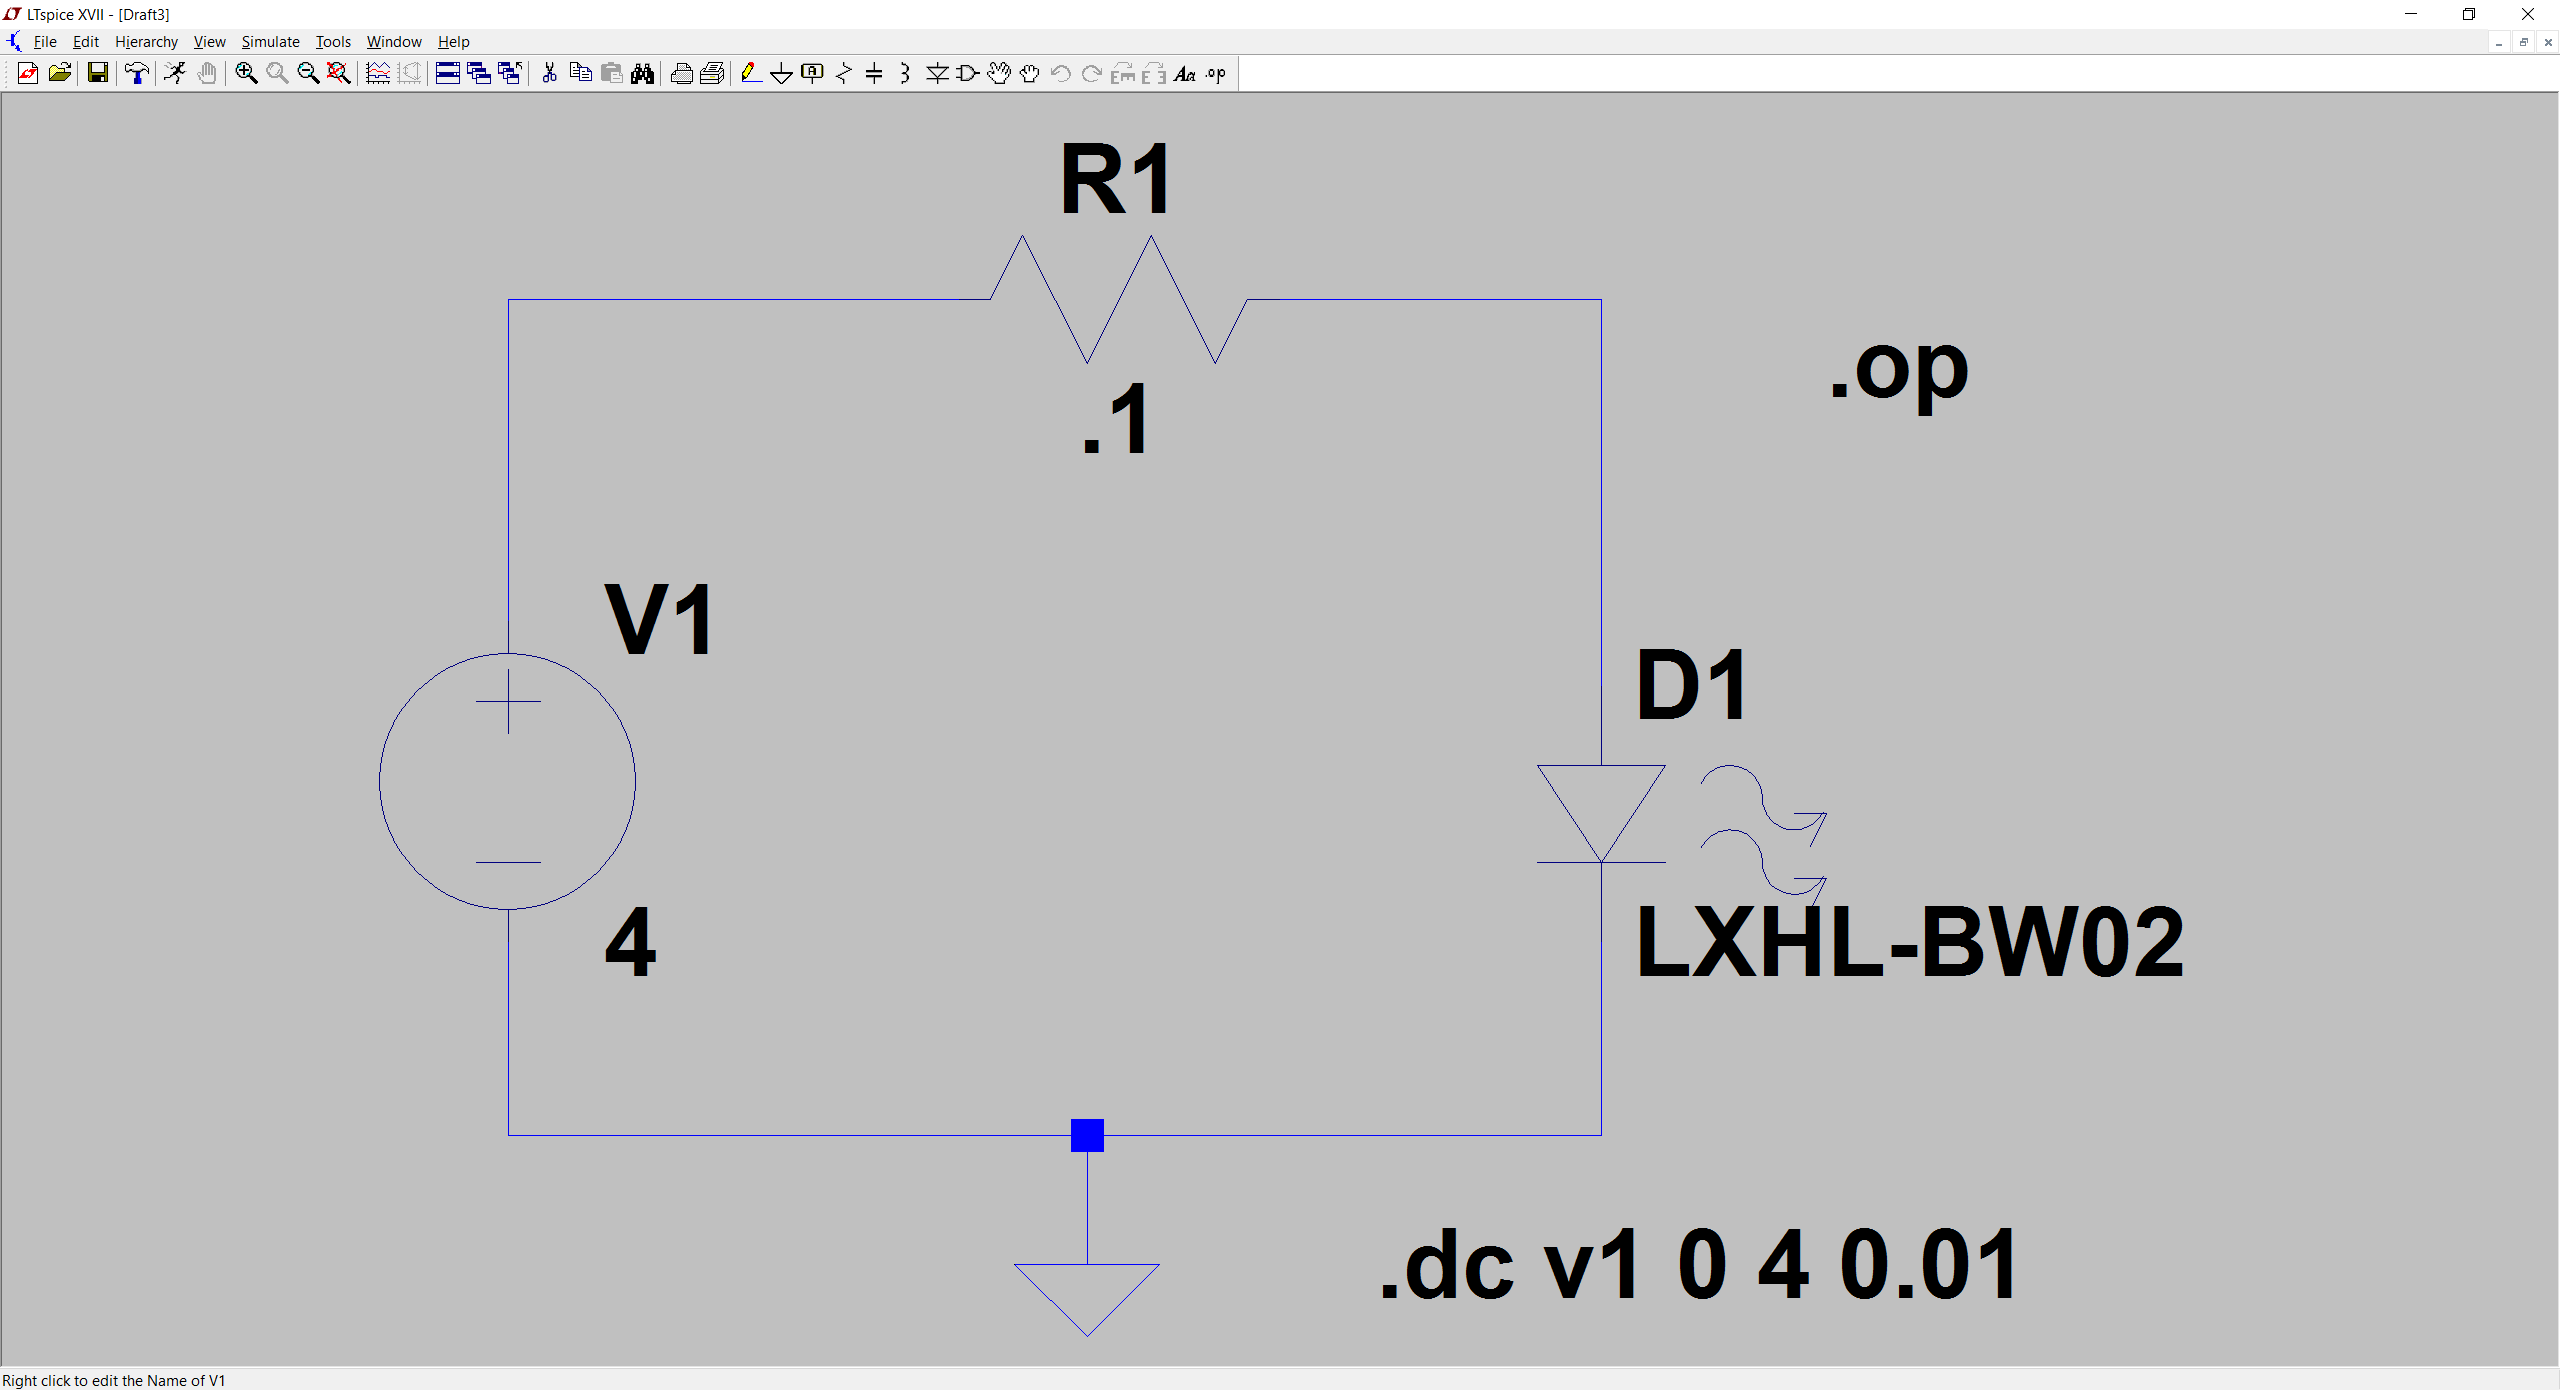 LTspice XVII - [Draft3]
File Edit Hierarchy View Simulate Tools Window Help
Aa .op
R1
.1
.op
V1
4
D1
LXHL-BW02
.dc v1 0 4 0.01
Right click to edit the Name of V1